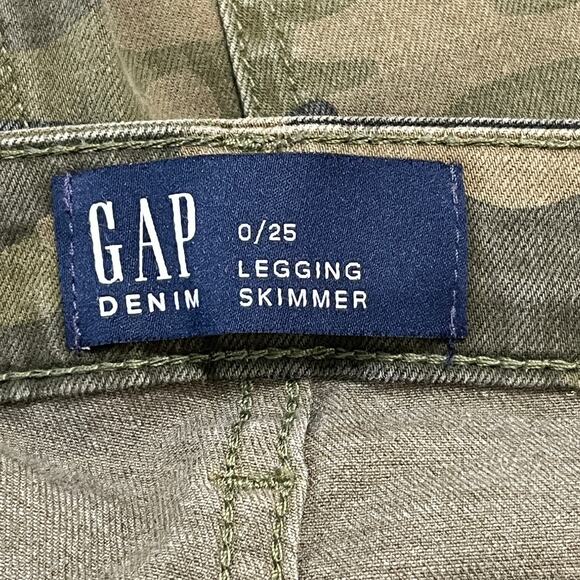 GAP
DENIM
0/25
LEGGING
SKIMMER